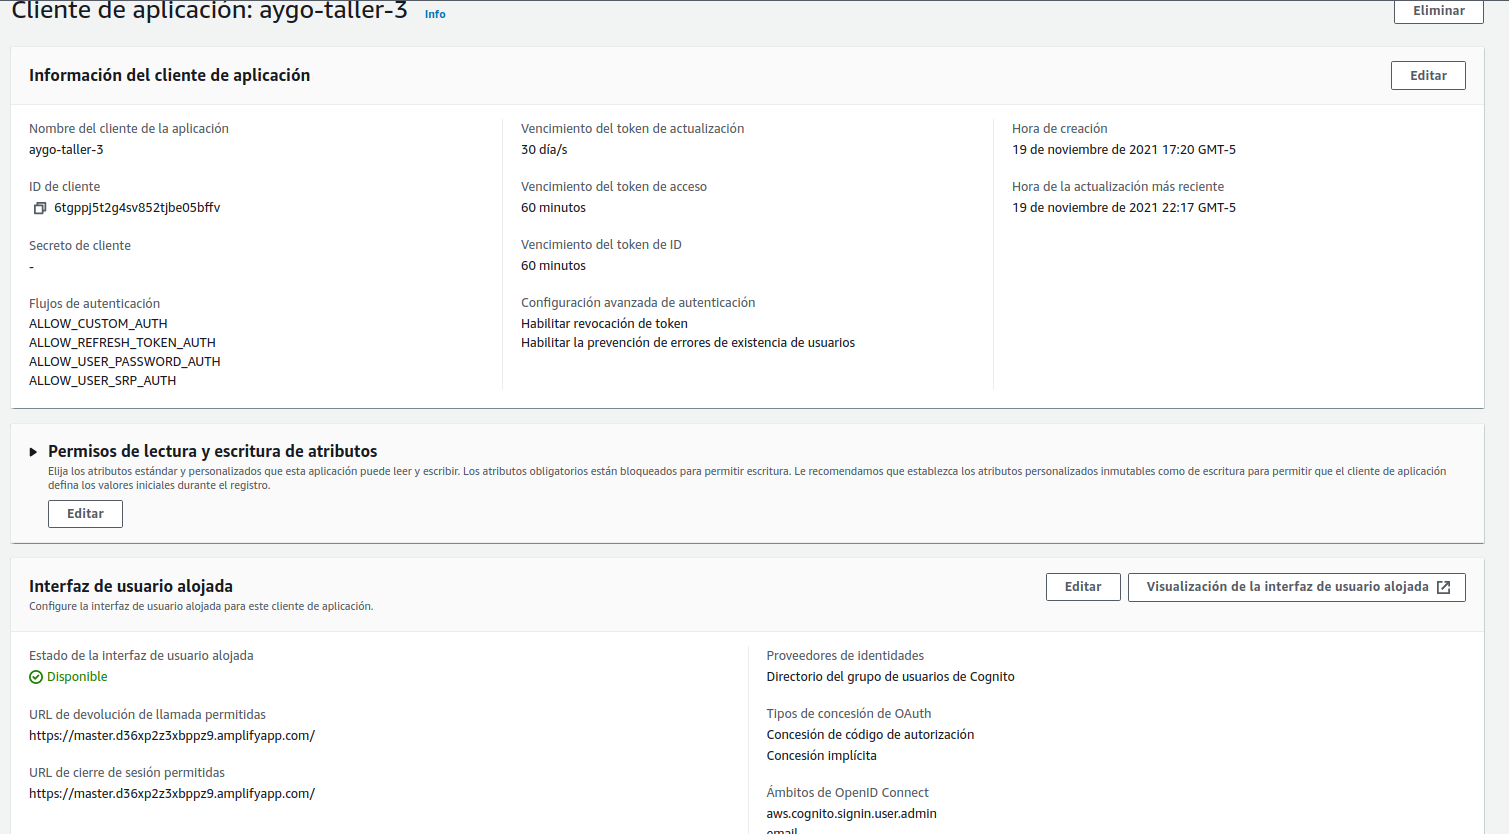 Cliente de aplicación: aygo-taller-3 Info
Eliminar
Información del cliente de aplicación
Editar
Nombre del cliente de la aplicación
aygo-taller-3
ID de cliente
6tgppj5t2g4sv852tjbe05bffv
Secreto de cliente
-
Flujos de autenticación
ALLOW_CUSTOM_AUTH
ALLOW_REFRESH_TOKEN_AUTH
ALLOW_USER_PASSWORD_AUTH
ALLOW_USER_SRP_AUTH
Vencimiento del token de actualización
30 día/s
Vencimiento del token de acceso
60 minutos
Vencimiento del token de ID
60 minutos
Configuración avanzada de autenticación
Habilitar revocación de token
Habilitar la prevención de errores de existencia de usuarios
Hora de creación
19 de noviembre de 2021 17:20 GMT-5
Hora de la actualización más reciente
19 de noviembre de 2021 22:17 GMT-5
Permisos de lectura y escritura de atributos
Elija los atributos estándar y personalizados que esta aplicación puede leer y escribir. Los atributos obligatorios están bloqueados para permitir escritura. Le recomendamos que establezca los atributos personalizados inmutables como de escritura para permitir que el cliente de aplicación
defina los valores iniciales durante el registro.
Editar
Interfaz de usuario alojada
Configure la interfaz de usuario alojada para este cliente de aplicación.
Editar
Visualización de la interfaz de usuario alojada
Estado de la interfaz de usuario alojada
Disponible
URL de devolución de llamada permitidas
https://master.d36xp2z3xbppz9.amplifyapp.com/
URL de cierre de sesión permitidas
https://master.d36xp2z3xbppz9.amplifyapp.com/
Proveedores de identidades
Directorio del grupo de usuarios de Cognito
Tipos de concesión de OAuth
Concesión de código de autorización
Concesión implícita
Ámbitos de OpenID Connect
aws.cognito.signin.user.admin
email